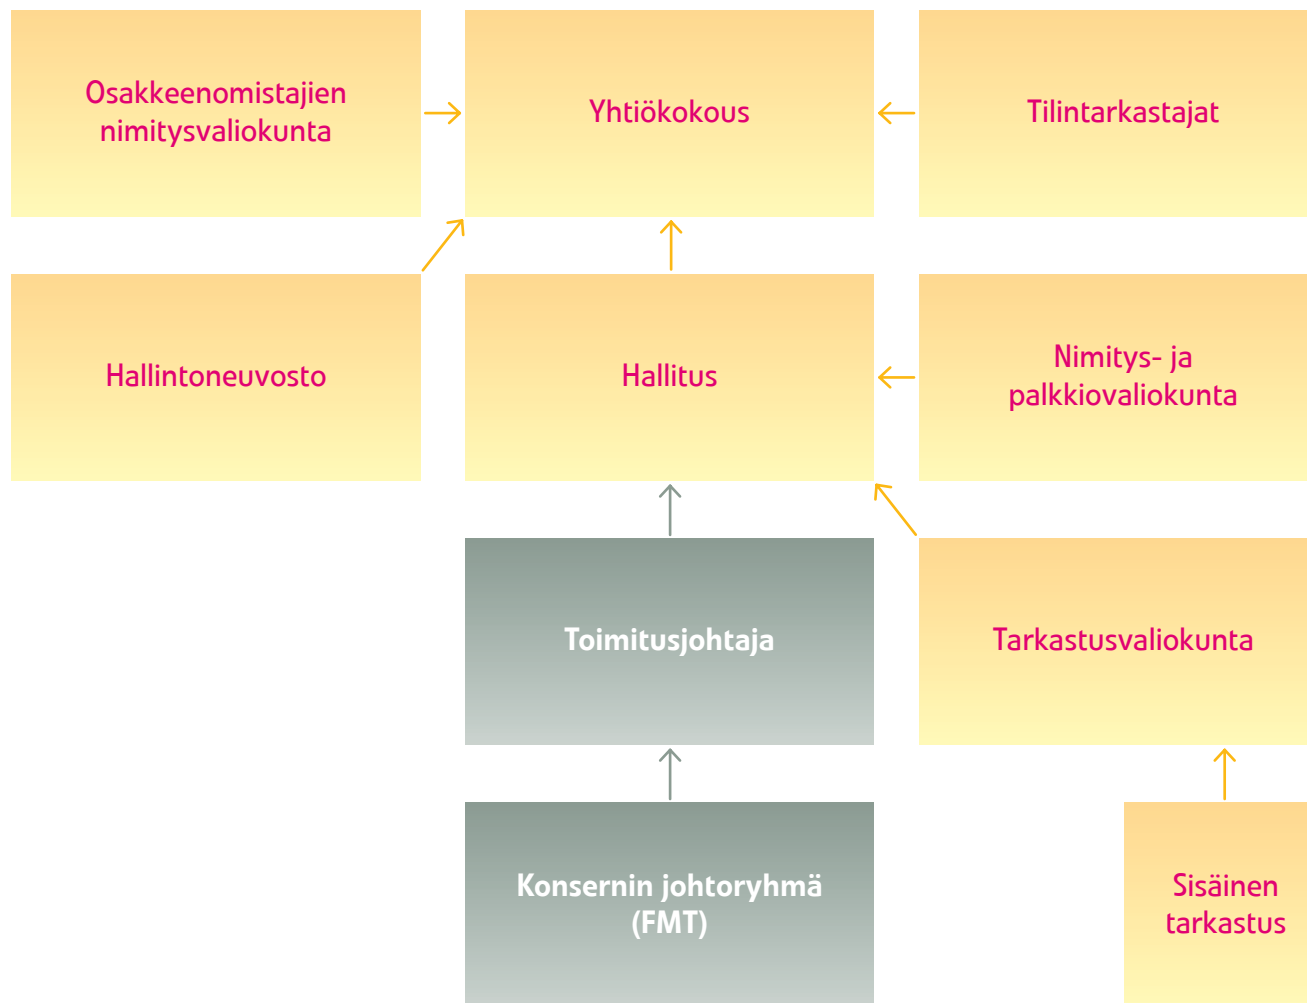 Osakkeenomistajien
nimitysvaliokunta
Yhtiökokous
Tilintarkastajat
Hallintoneuvosto
Hallitus
Nimitys- ja
palkkiovaliokunta
Toimitusjohtaja
Tarkastusvaliokunta
Konsernin johtoryhmä
(FMT)
Sisäinen
tarkastus